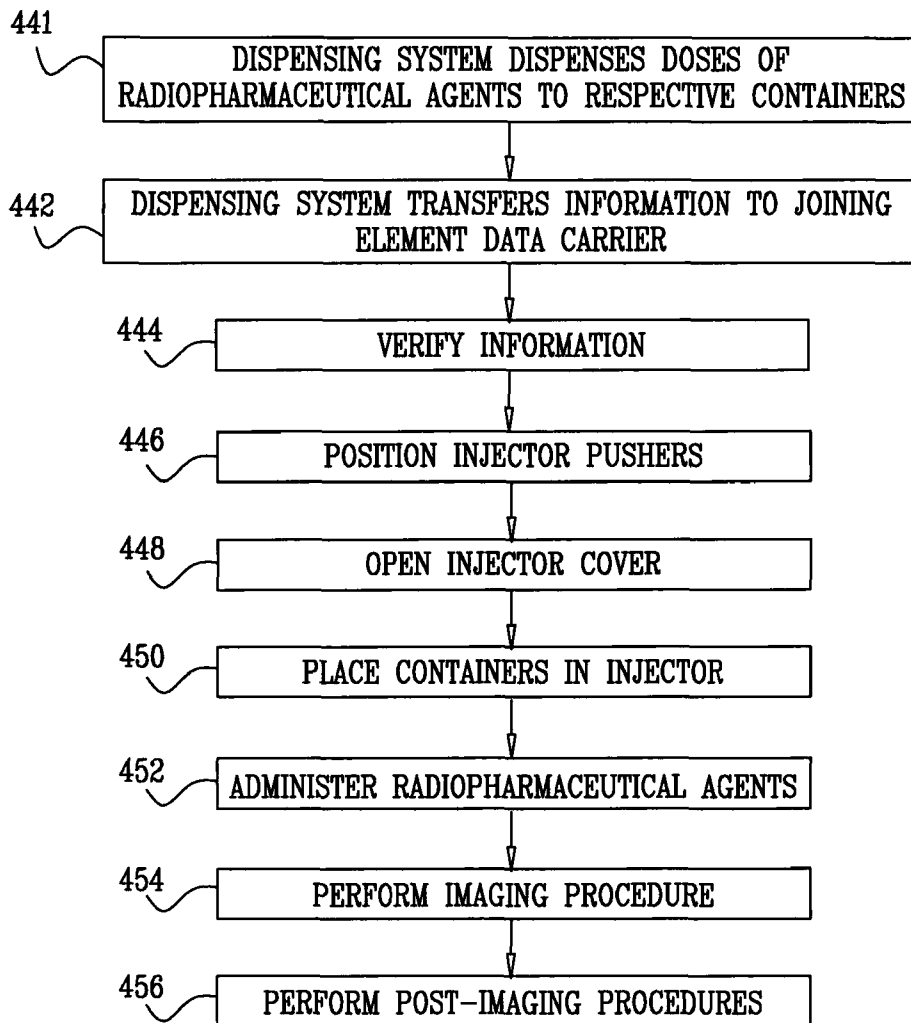 441
DISPENSING SYSTEM DISPENSES DOSES OF
RADIOPHARMACEUTICAL AGENTS TO RESPECTIVE CONTAINERS
442
DISPENSING SYSTEM TRANSFERS INFORMATION TO JOINING
ELEMENT DATA CARRIER
444
VERIFY INFORMATION
446
POSITION INJECTOR PUSHERS
448
OPEN INJECTOR COVER
450
PLACE CONTAINERS IN INJECTOR
452
ADMINISTER RADIOPHARMACEUTICAL AGENTS
454
PERFORM IMAGING PROCEDURE
456
PERFORM POST-IMAGING PROCEDURES